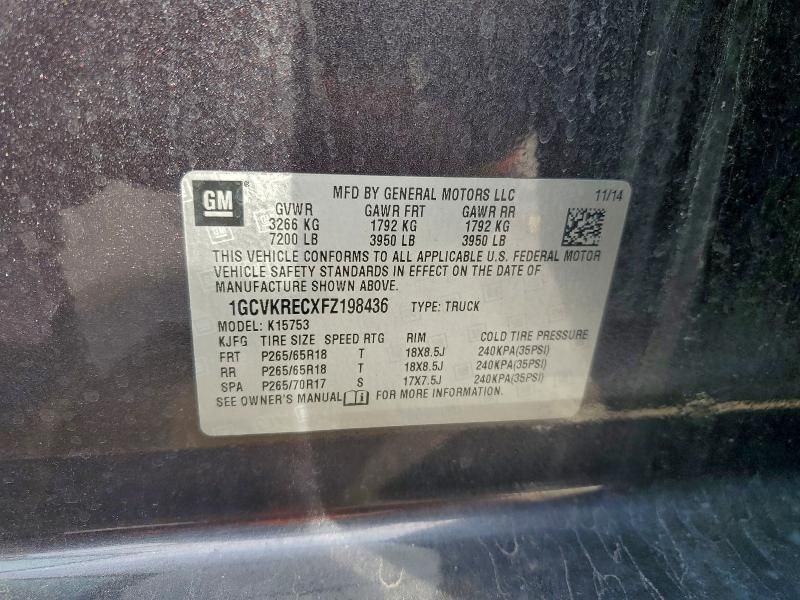 GM ® MFD BY GENERAL MOTORS LLC 11/14
GVWR GAWR FRT GAWR RR
3266 KG 1792 KG 1792 KG
7200 LB 3950 LB 3950 LB
THIS VEHICLE CONFORMS TO ALL APPLICABLE U.S. FEDERAL MOTOR
VEHICLE SAFETY STANDARDS IN EFFECT ON THE DATE OF
MANUFACTURE SHOWN ABOVE.
1GCVKRECXFZ198436 TYPE: TRUCK
MODEL: K15753
KJFG TIRE SIZE SPEED RTG RIM COLD TIRE PRESSURE
FRT P265/65R18 T 18X8.5J 240KPA(35PSI)
RR P265/65R18 T 18X8.5J 240KPA(35PSI)
SPA P265/70R17 S 17X7.5J 240KPA(35PSI)
SEE OWNER'S MANUAL FOR MORE INFORMATION.